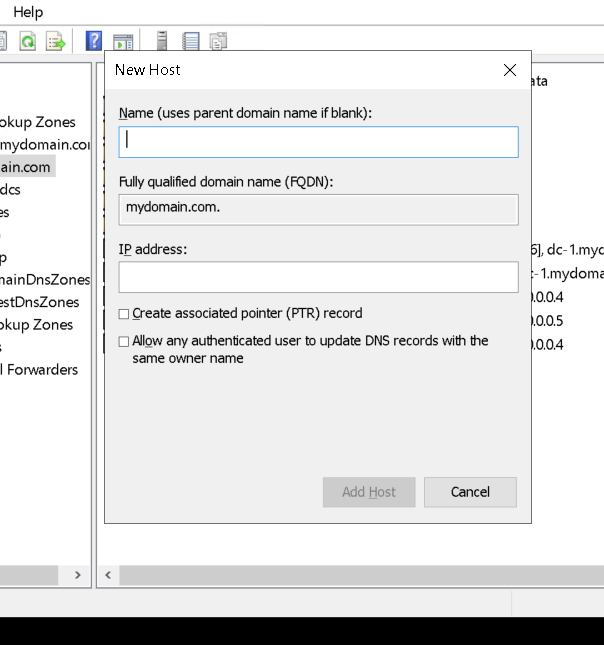 Help
New Host
ata
Name (uses parent domain name if blank):
okup Zones
mydomain.co
ain.com
Fully qualified domain name (FQDN):
dcs
mydomain.com.
es
IP address:
6], dc-1.myd
p
-1.mydoma
mainDnsZones
estDnsZones
0.0.4
Create associated pointer (PTR) record
okup Zones
0.0.5
Allow any authenticated user to update DNS records with the
same owner name
s
0.0.4
l Forwarders
Add Host
Cancel